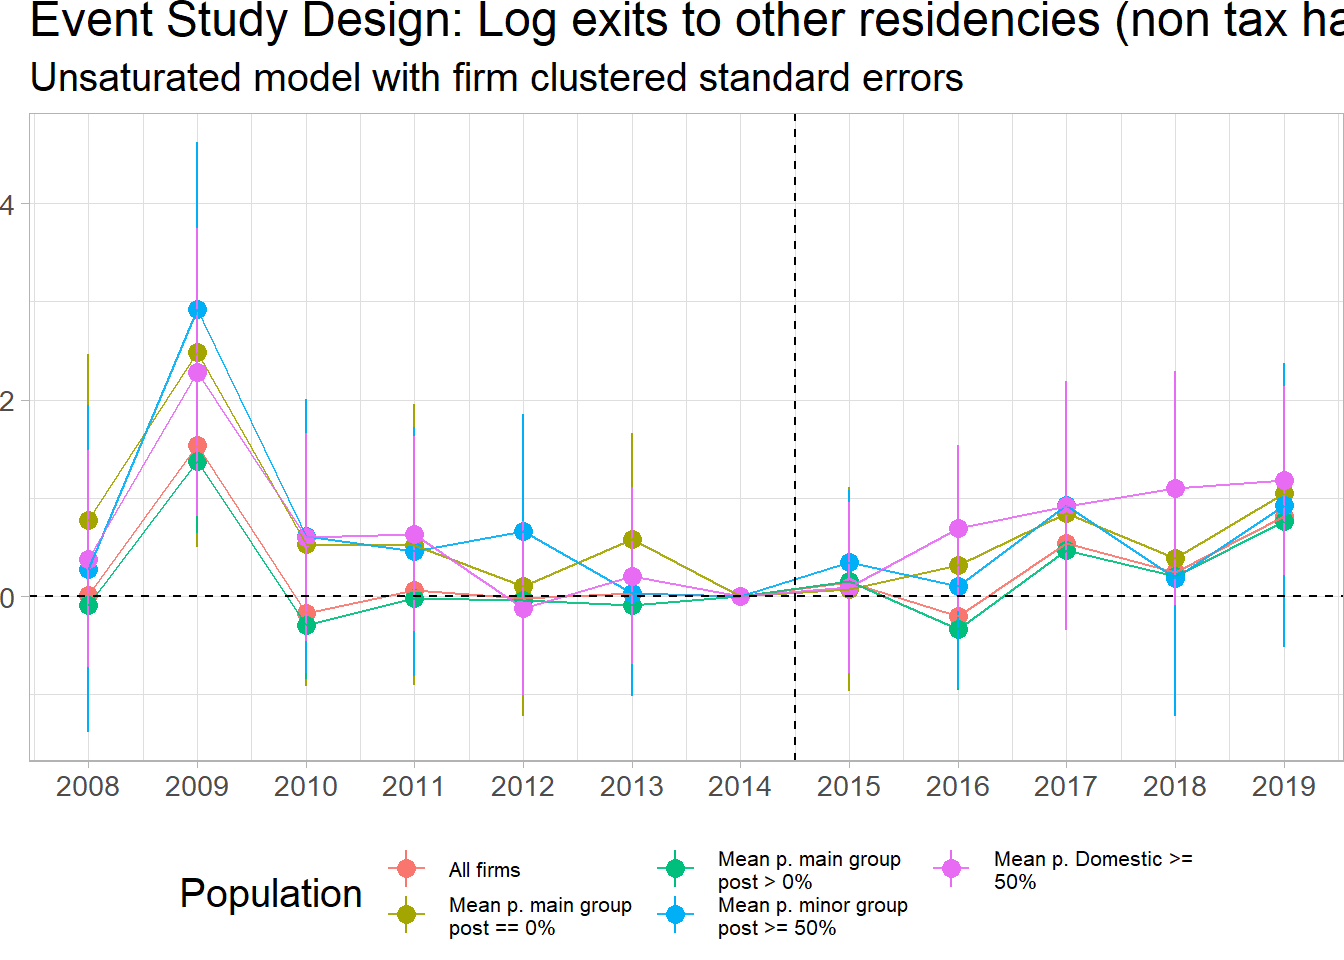 Event Study Design: Log exits to other residencies (non tax ha
Unsaturated model with firm clustered standard errors
4
2
0
2008 2009 2010 2011 2012 2013 2014 2015 2016 2017 2018 2019
Population
All firms
Mean p. main group
post == 0%
Mean p. main group
post > 0%
Mean p. minor group
post >= 50%
Mean p. Domestic >=
50%